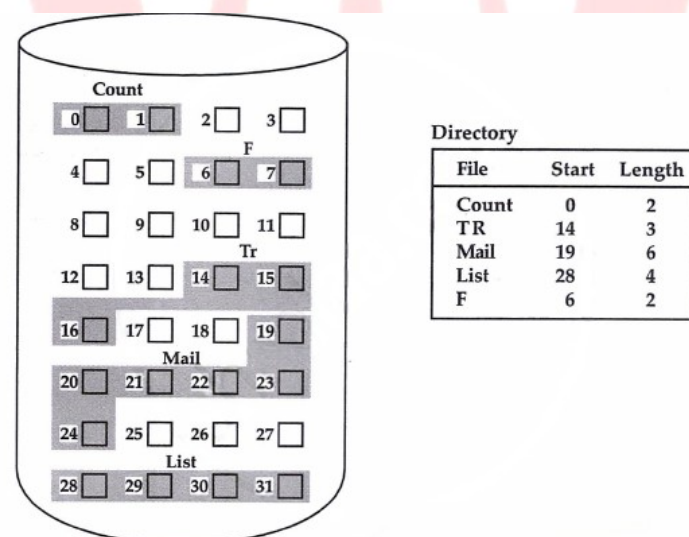 Count
0 1 2 3
F
4 5 6 7
8 9 10 11
Tr
12 13 14 15
16 17 18 19
Mail
20 21 22 23
24 25 26 27
List
28 29 30 31
Directory
File Start Length
Count 0 2
TR 14 3
Mail 19 6
List 28 4
F 6 2